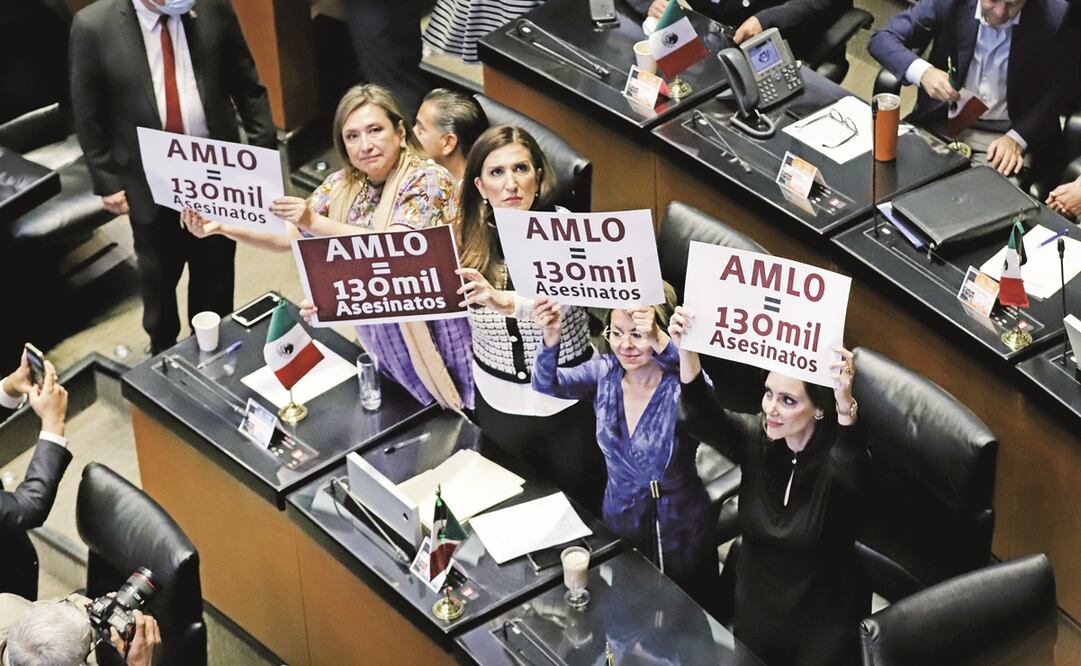 AMLO
=
130mil
Asesinatos
AMLO
=
130mil
Asesinatos
AMLO
=
130mil
Asesinatos
AMLO
=
130mil
Asesinatos